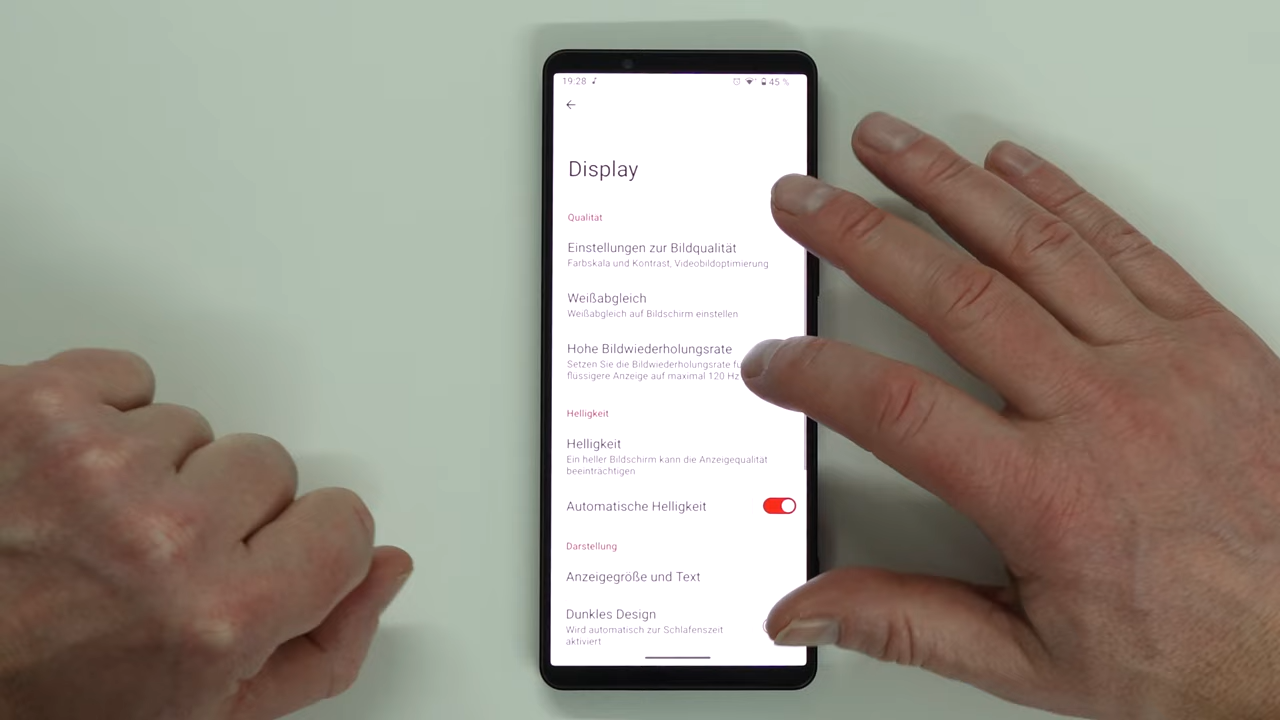 19:28
45 %
Display
Qualität
Einstellungen zur Bildqualität
Farbskala und Kontrast, Videobildoptimierung
Weißabgleich
Weißabgleich auf Bildschirm einstellen
Hohe Bildwiederholungsrate
Setzen Sie die Bildwiederholungsrate
flüssigere Anzeige auf maximal 120 Hz
Helligkeit
Helligkeit
Ein heller Bildschirm kann die Anzeigequalität
beeinträchtigen
Automatische Helligkeit
Darstellung
Anzeigegröße und Text
Dunkles Design
Wird automatisch zur Schlafenszeit
aktiviert